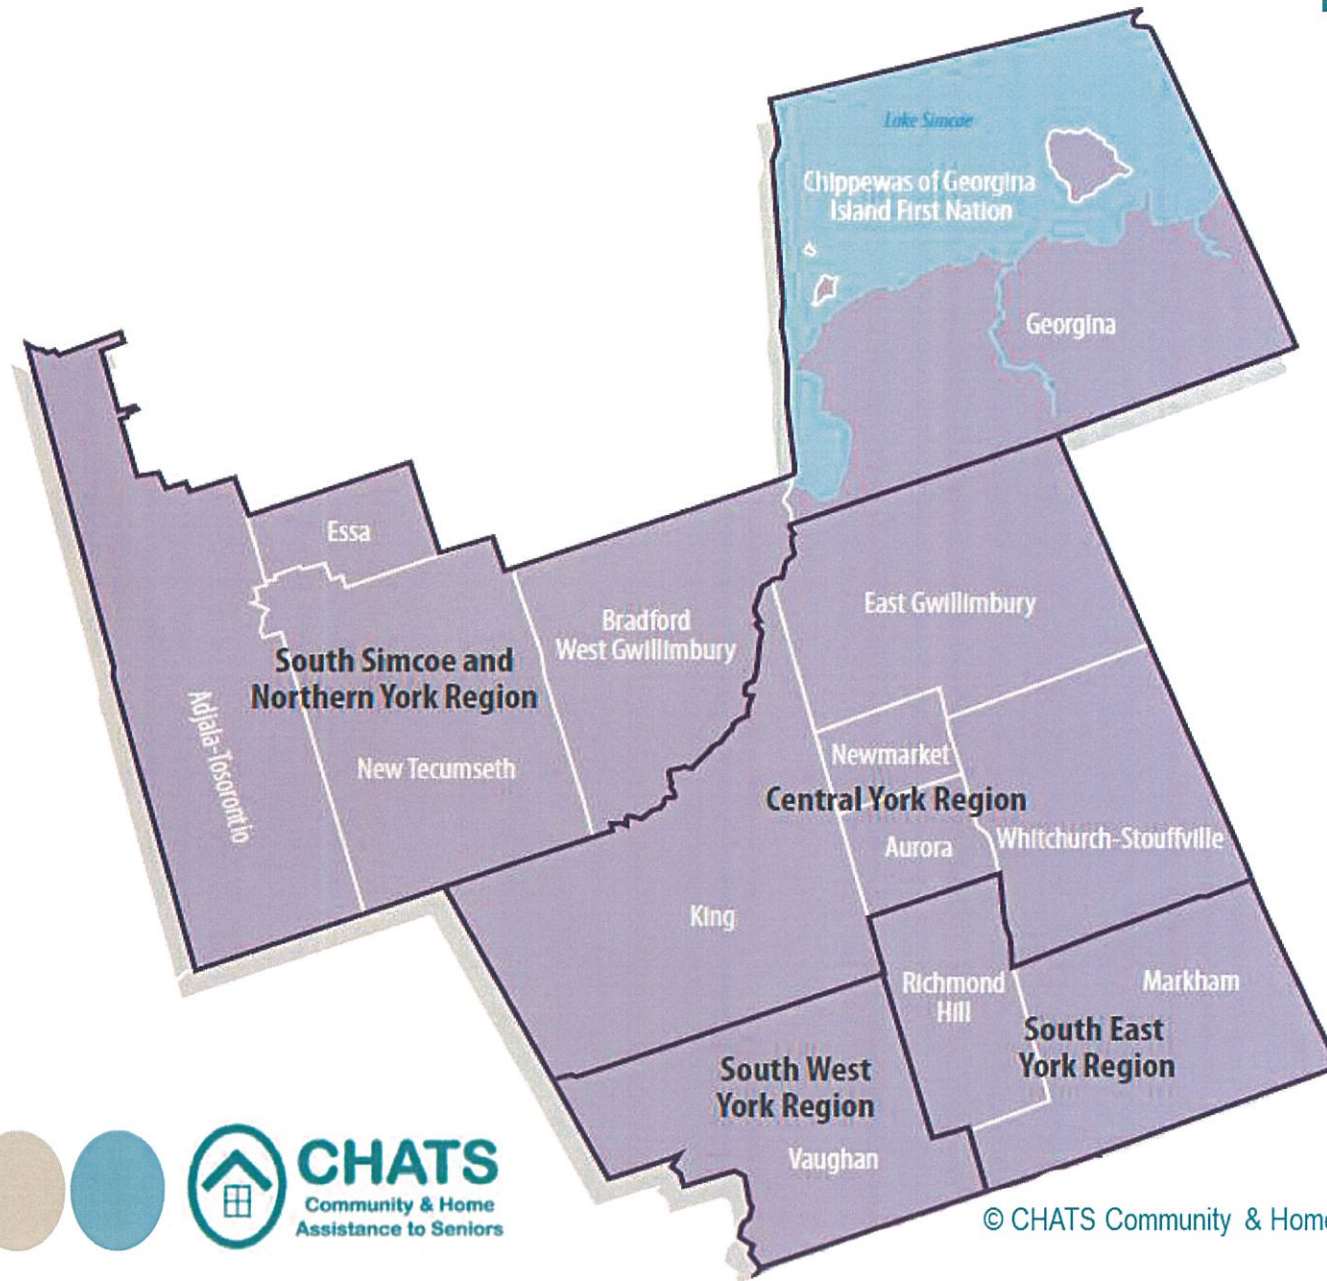 Lake Simcoe
Chippewas of Georgina
Island First Nation
Georgina
Essa
Bradford
West Gwillimbury
East Gwillimbury
South Simcoe and
Northern York Region
Adjala-Tosorontio
New Tecumseth
Newmarket
Central York Region
Aurora
Whitchurch-Stouffville
King
Richmond
Hill
Markham
South East
York Region
South West
York Region
Vaughan
CHATS
Community & Home
Assistance to Seniors
© CHATS Community & Home